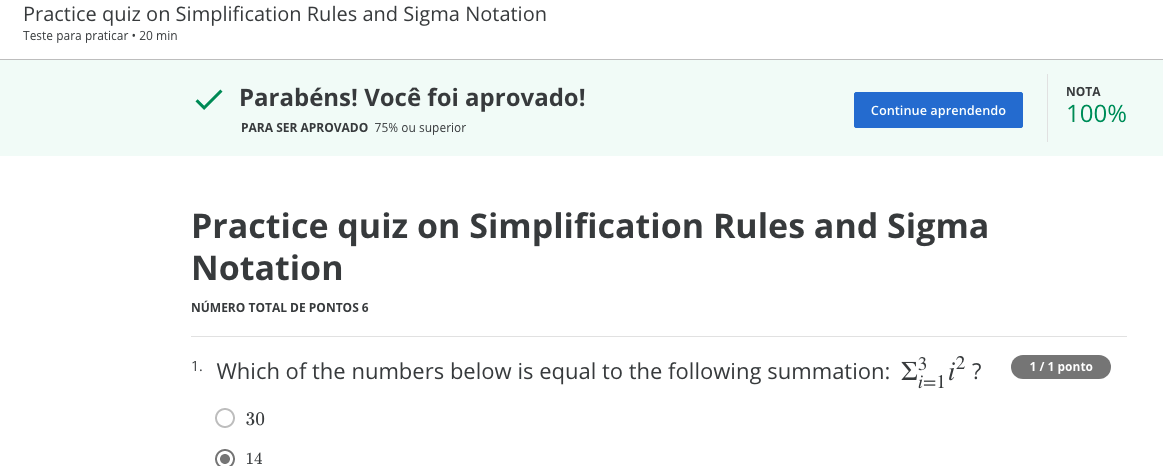 Practice quiz on Simplification Rules and Sigma Notation
Teste para praticar • 20 min
Parabéns! Você foi aprovado!
PARA SER APROVADO 75% ou superior
Continue aprendendo
NOTA
100%
Practice quiz on Simplification Rules and Sigma
Notation
NÚMERO TOTAL DE PONTOS 6
1. Which of the numbers below is equal to the following summation: Σ³ᵢ₌₁ i² ?
1 / 1 ponto
30
14